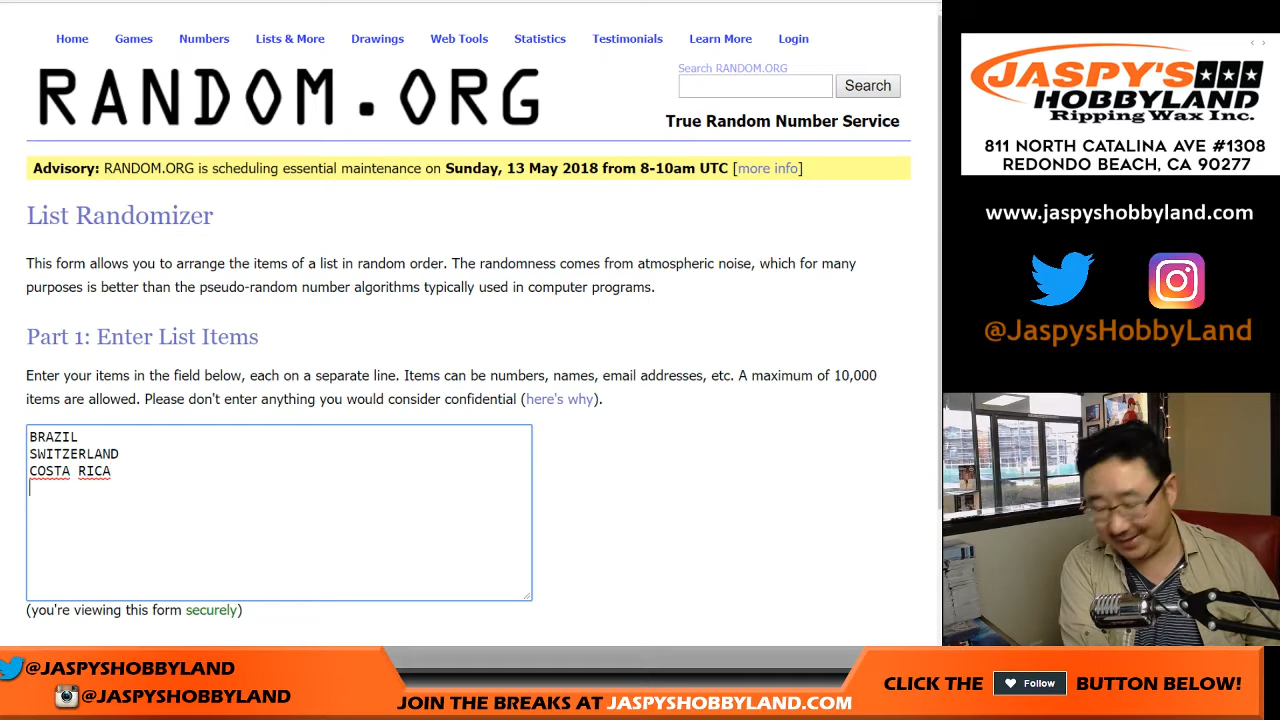 Home Games Numbers Lists & More Drawings Web Tools Statistics Testimonials Learn More Login
RANDOM.ORG
Search RANDOM.ORG
Search
True Random Number Service
Advisory: RANDOM.ORG is scheduling essential maintenance on Sunday, 13 May 2018 from 8-10am UTC [more info]
List Randomizer
This form allows you to arrange the items of a list in random order. The randomness comes from atmospheric noise, which for many
purposes is better than the pseudo-random number algorithms typically used in computer programs.
Part 1: Enter List Items
Enter your items in the field below, each on a separate line. Items can be numbers, names, email addresses, etc. A maximum of 10,000
items are allowed. Please don't enter anything you would consider confidential (here's why).
BRAZIL
SWITZERLAND
COSTA RICA
(you're viewing this form securely)
JASPY'S
HOBBYLAND
Ripping Wax Inc.
811 NORTH CATALINA AVE #1308
REDONDO BEACH, CA 90277
www.jaspyshobbyland.com
@JaspysHobbyLand
@JASPYSHOBBYLAND
@JASPYSHOBBYLAND
JOIN THE BREAKS AT JASPYSHOBBYLAND.COM
CLICK THE Follow BUTTON BELOW!